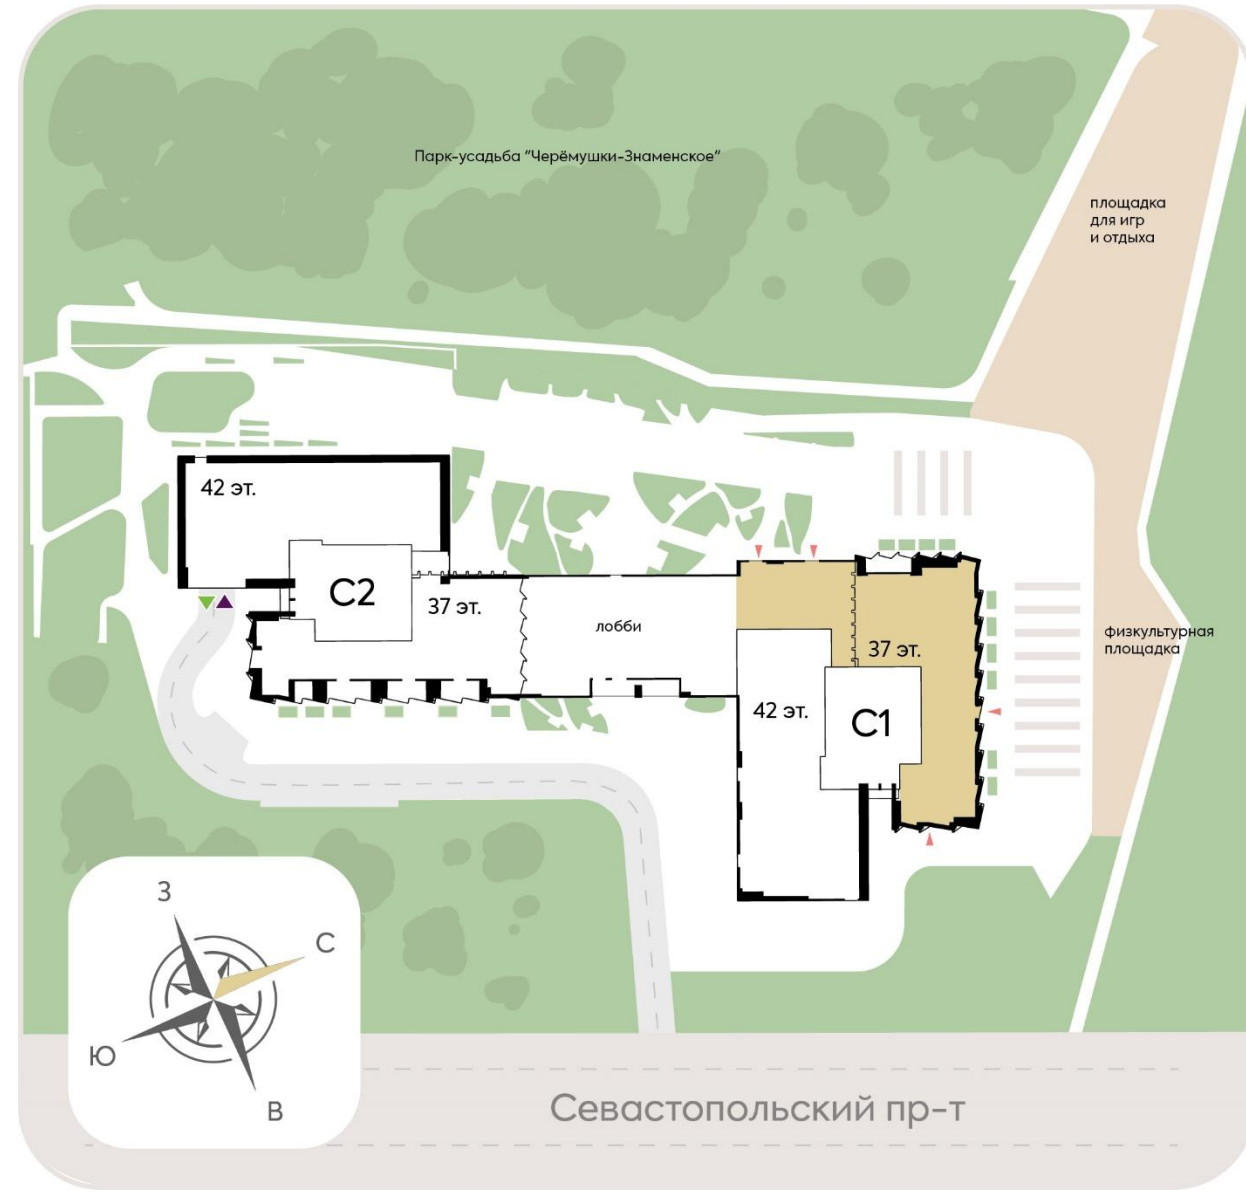 Парк-усадьба "Черёмушки-Знаменское"
площадка
для игр
и отдыха
42 эт.
С2
37 эт.
лобби
37 эт.
физкультурная
площадка
42 эт.
С1
З
С
Ю
В
Севастопольский пр-т